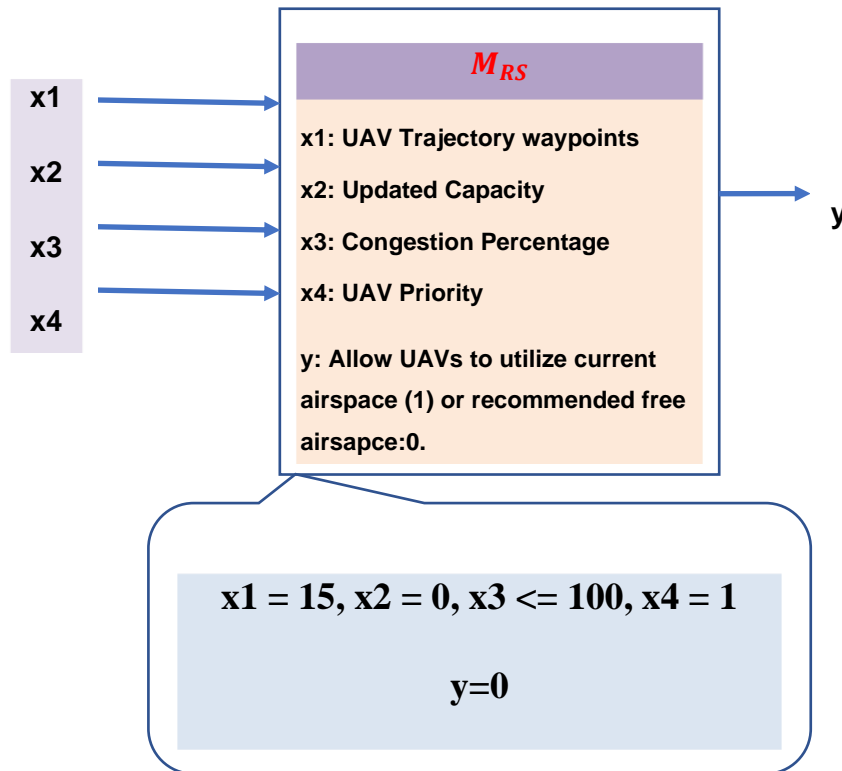 x1
x2
x3
x4
M_RS
x1: UAV Trajectory waypoints
x2: Updated Capacity
x3: Congestion Percentage
x4: UAV Priority
y: Allow UAVs to utilize current
airspace (1) or recommended free
airsapce:0.
y
x1 = 15, x2 = 0, x3 <= 100, x4 = 1
y=0